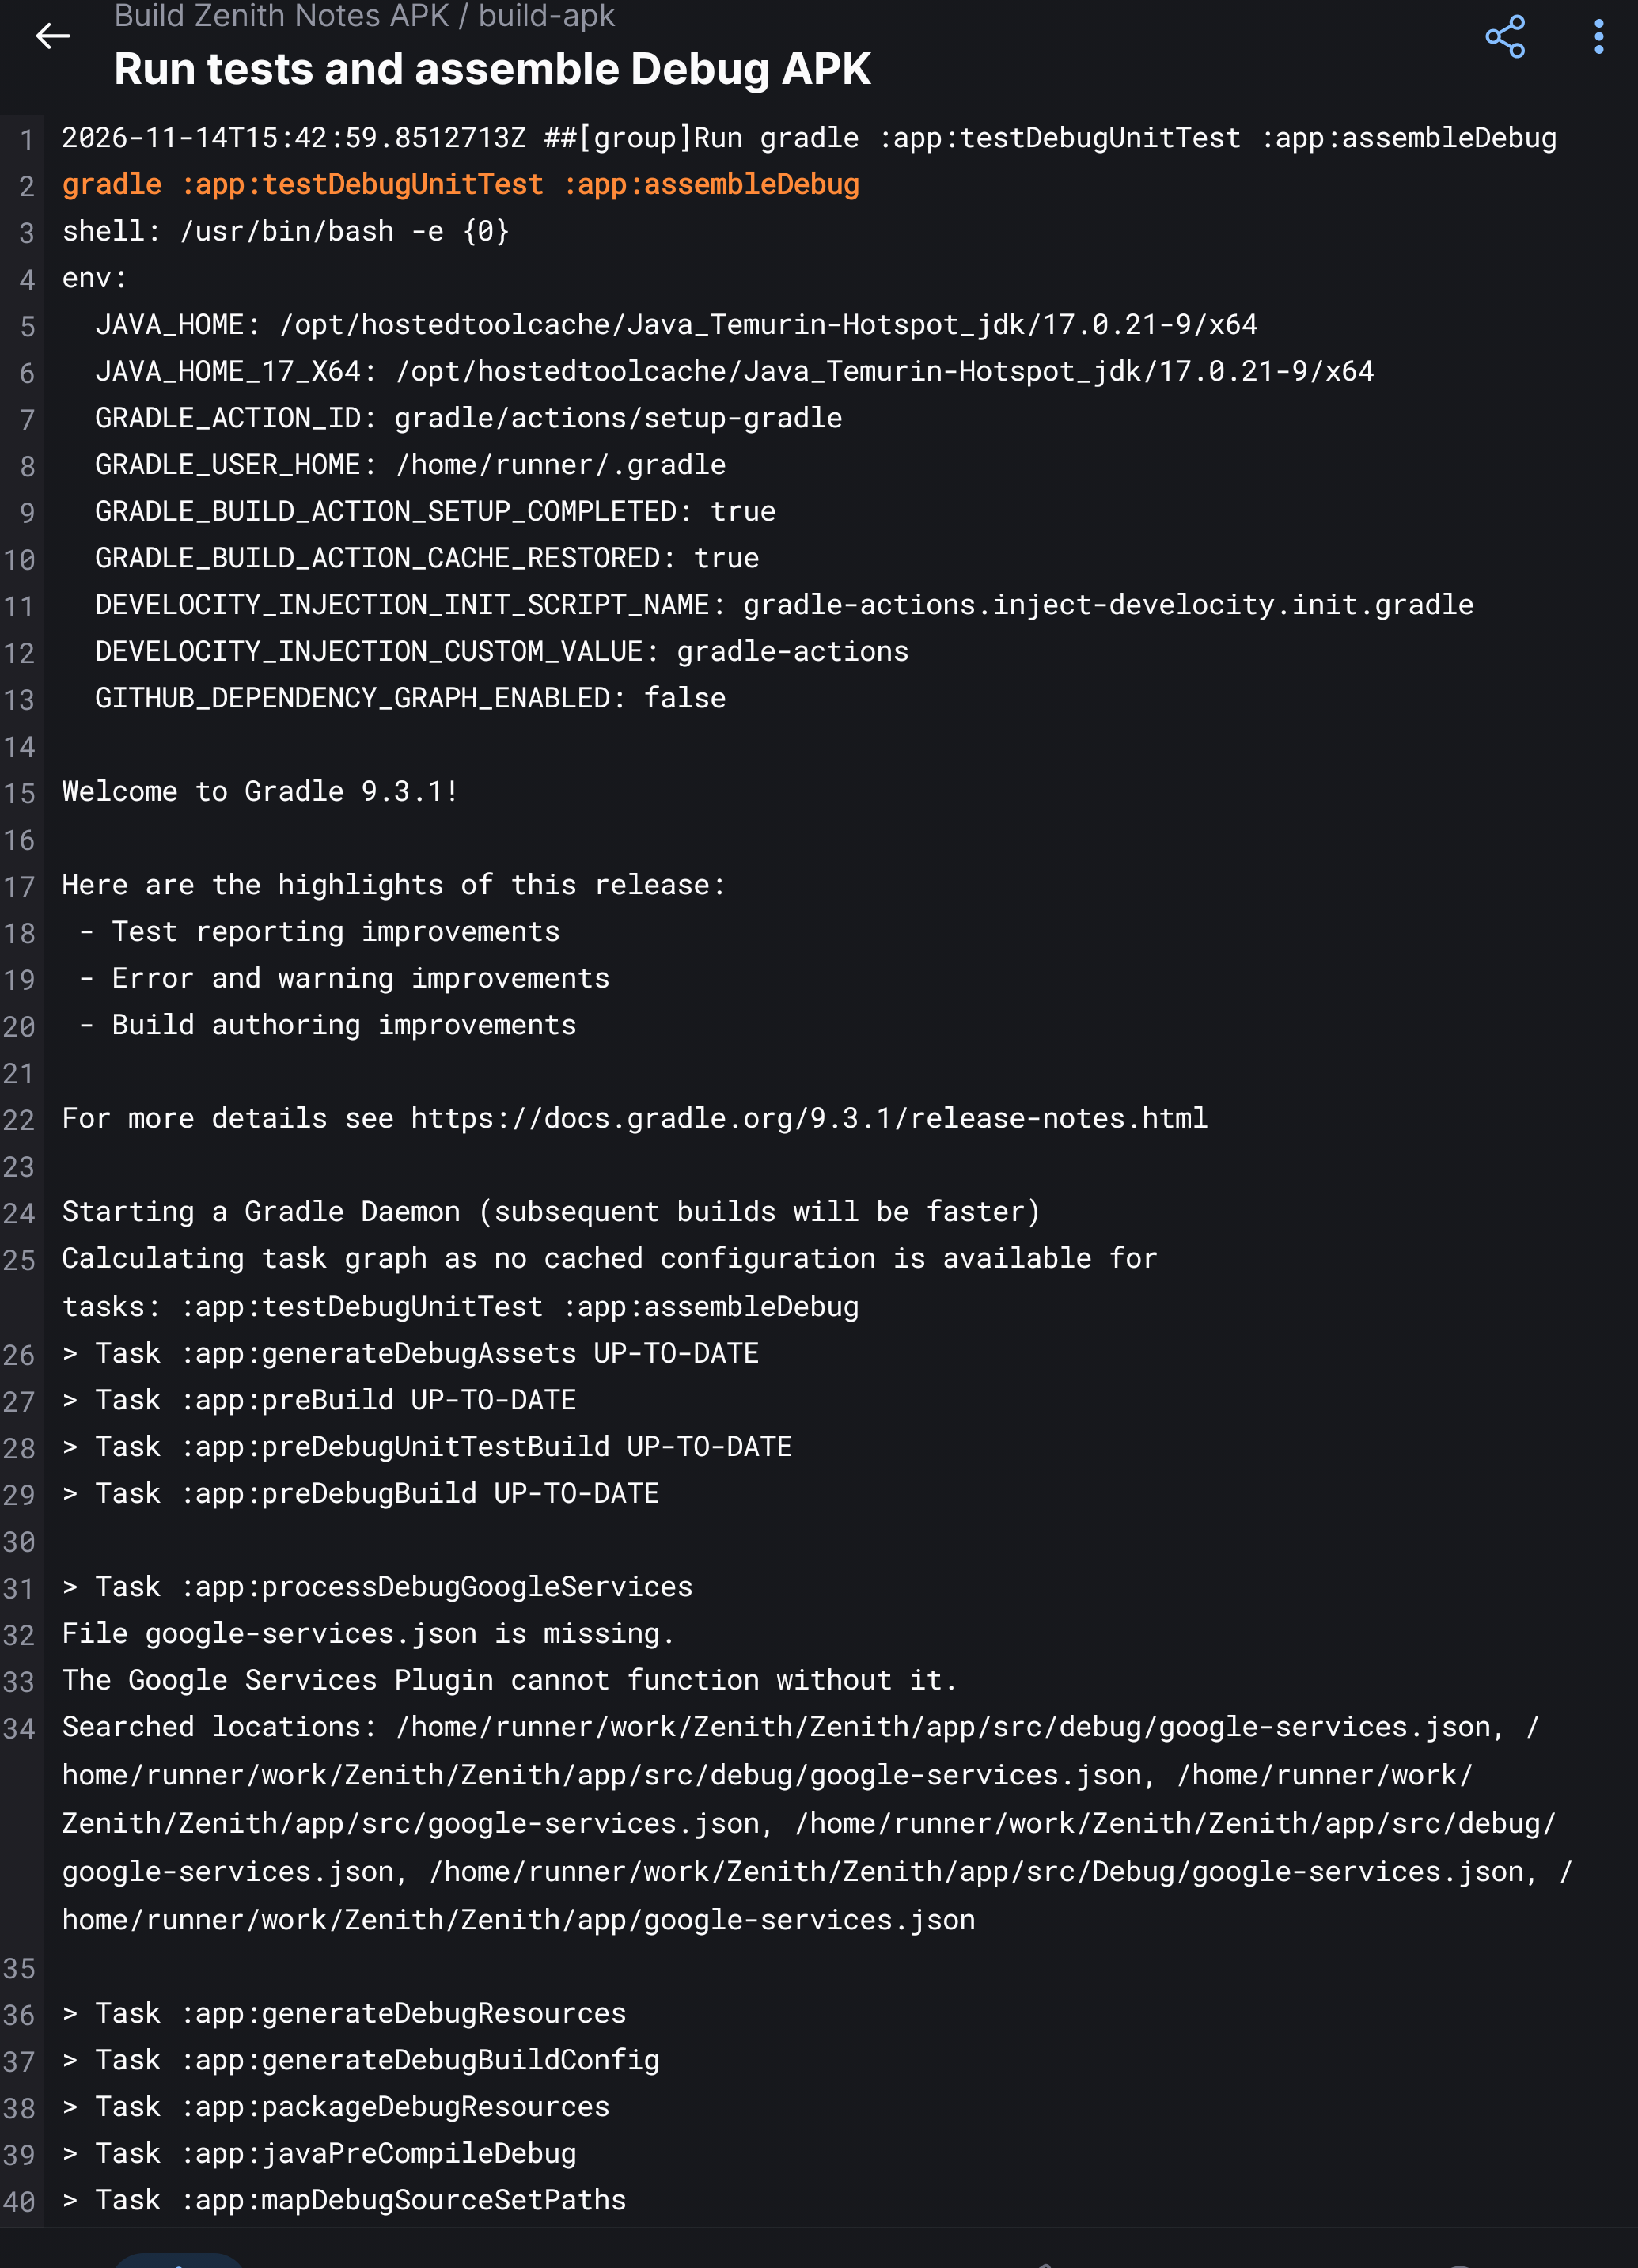 Build Zenith Notes APK / build-apk
Run tests and assemble Debug APK
1 2026-11-14T15:42:59.8512713Z ##[group]Run gradle :app:testDebugUnitTest :app:assembleDebug
2 gradle :app:testDebugUnitTest :app:assembleDebug
3 shell: /usr/bin/bash -e {0}
4 env:
5   JAVA_HOME: /opt/hostedtoolcache/Java_Temurin-Hotspot_jdk/17.0.21-9/x64
6   JAVA_HOME_17_X64: /opt/hostedtoolcache/Java_Temurin-Hotspot_jdk/17.0.21-9/x64
7   GRADLE_ACTION_ID: gradle/actions/setup-gradle
8   GRADLE_USER_HOME: /home/runner/.gradle
9   GRADLE_BUILD_ACTION_SETUP_COMPLETED: true
10   GRADLE_BUILD_ACTION_CACHE_RESTORED: true
11   DEVELOCITY_INJECTION_INIT_SCRIPT_NAME: gradle-actions.inject-develocity.init.gradle
12   DEVELOCITY_INJECTION_CUSTOM_VALUE: gradle-actions
13   GITHUB_DEPENDENCY_GRAPH_ENABLED: false
14
15 Welcome to Gradle 9.3.1!
16
17 Here are the highlights of this release:
18  - Test reporting improvements
19  - Error and warning improvements
20  - Build authoring improvements
21
22 For more details see https://docs.gradle.org/9.3.1/release-notes.html
23
24 Starting a Gradle Daemon (subsequent builds will be faster)
25 Calculating task graph as no cached configuration is available for
tasks: :app:testDebugUnitTest :app:assembleDebug
26 > Task :app:generateDebugAssets UP-TO-DATE
27 > Task :app:preBuild UP-TO-DATE
28 > Task :app:preDebugUnitTestBuild UP-TO-DATE
29 > Task :app:preDebugBuild UP-TO-DATE
30
31 > Task :app:processDebugGoogleServices
32 File google-services.json is missing.
33 The Google Services Plugin cannot function without it.
34 Searched locations: /home/runner/work/Zenith/Zenith/app/src/debug/google-services.json, /
home/runner/work/Zenith/Zenith/app/src/debug/google-services.json, /home/runner/work/
Zenith/Zenith/app/src/google-services.json, /home/runner/work/Zenith/Zenith/app/src/debug/
google-services.json, /home/runner/work/Zenith/Zenith/app/src/Debug/google-services.json, /
home/runner/work/Zenith/Zenith/app/google-services.json
35
36 > Task :app:generateDebugResources
37 > Task :app:generateDebugBuildConfig
38 > Task :app:packageDebugResources
39 > Task :app:javaPreCompileDebug
40 > Task :app:mapDebugSourceSetPaths